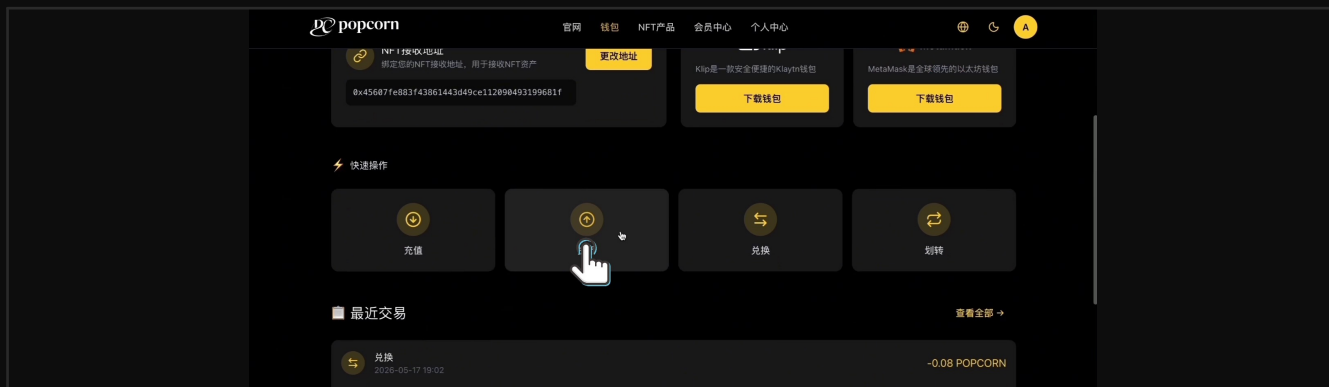 popcorn
官网 钱包 NFT产品 会员中心 个人中心 A
NFT接收地址
绑定您的NFT接收地址，用于接收NFT资产
更改地址
0x45607fe883f43861443d49ce112090493199681f
Klip是一款安全便捷的Klaytn钱包
下载钱包
MetaMask是全球领先的以太坊钱包
下载钱包
快速操作
充值
兑换
划转
最近交易
查看全部 →
兑换
2026-05-17 19:02
-0.08 POPCORN